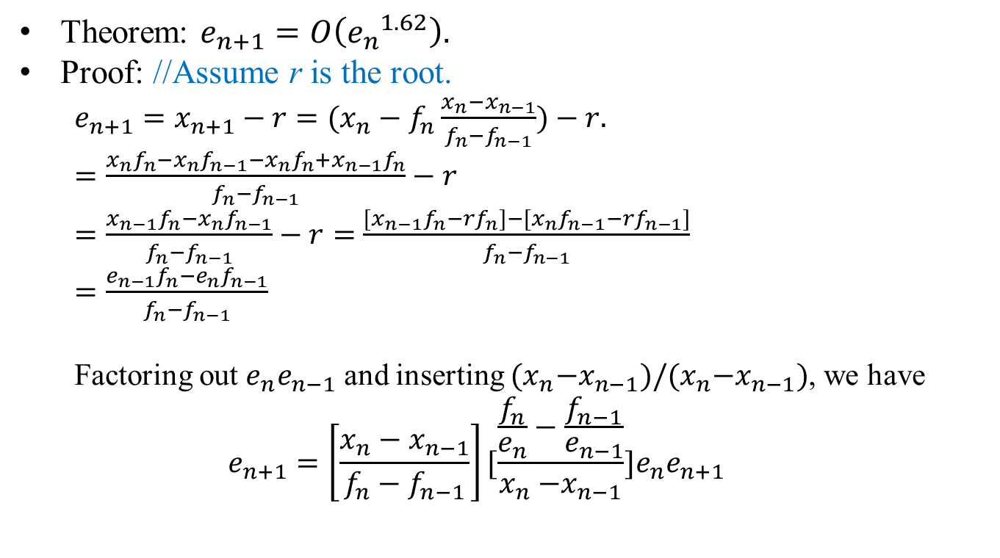 • Theorem: $e_{n+1} = O(e_n^{1.62})$.
• Proof: //Assume $r$ is the root.
$e_{n+1} = x_{n+1} - r = (x_n - f_n \frac{x_n - x_{n-1}}{f_n - f_{n-1}}) - r.$
$= \frac{x_n f_n - x_n f_{n-1} - x_n f_n + x_{n-1} f_n}{f_n - f_{n-1}} - r$
$= \frac{x_{n-1} f_n - x_n f_{n-1}}{f_n - f_{n-1}} - r = \frac{[x_{n-1} f_n - r f_n] - [x_n f_{n-1} - r f_{n-1}]}{f_n - f_{n-1}}$
$= \frac{e_{n-1} f_n - e_n f_{n-1}}{f_n - f_{n-1}}$
Factoring out $e_n e_{n-1}$ and inserting $(x_n - x_{n-1})/(x_n - x_{n-1})$, we have
$e_{n+1} = \left[\frac{x_n - x_{n-1}}{f_n - f_{n-1}}\right] [\frac{\frac{f_n}{e_n} - \frac{f_{n-1}}{e_{n-1}}}{x_n - x_{n-1}}] e_n e_{n+1}$